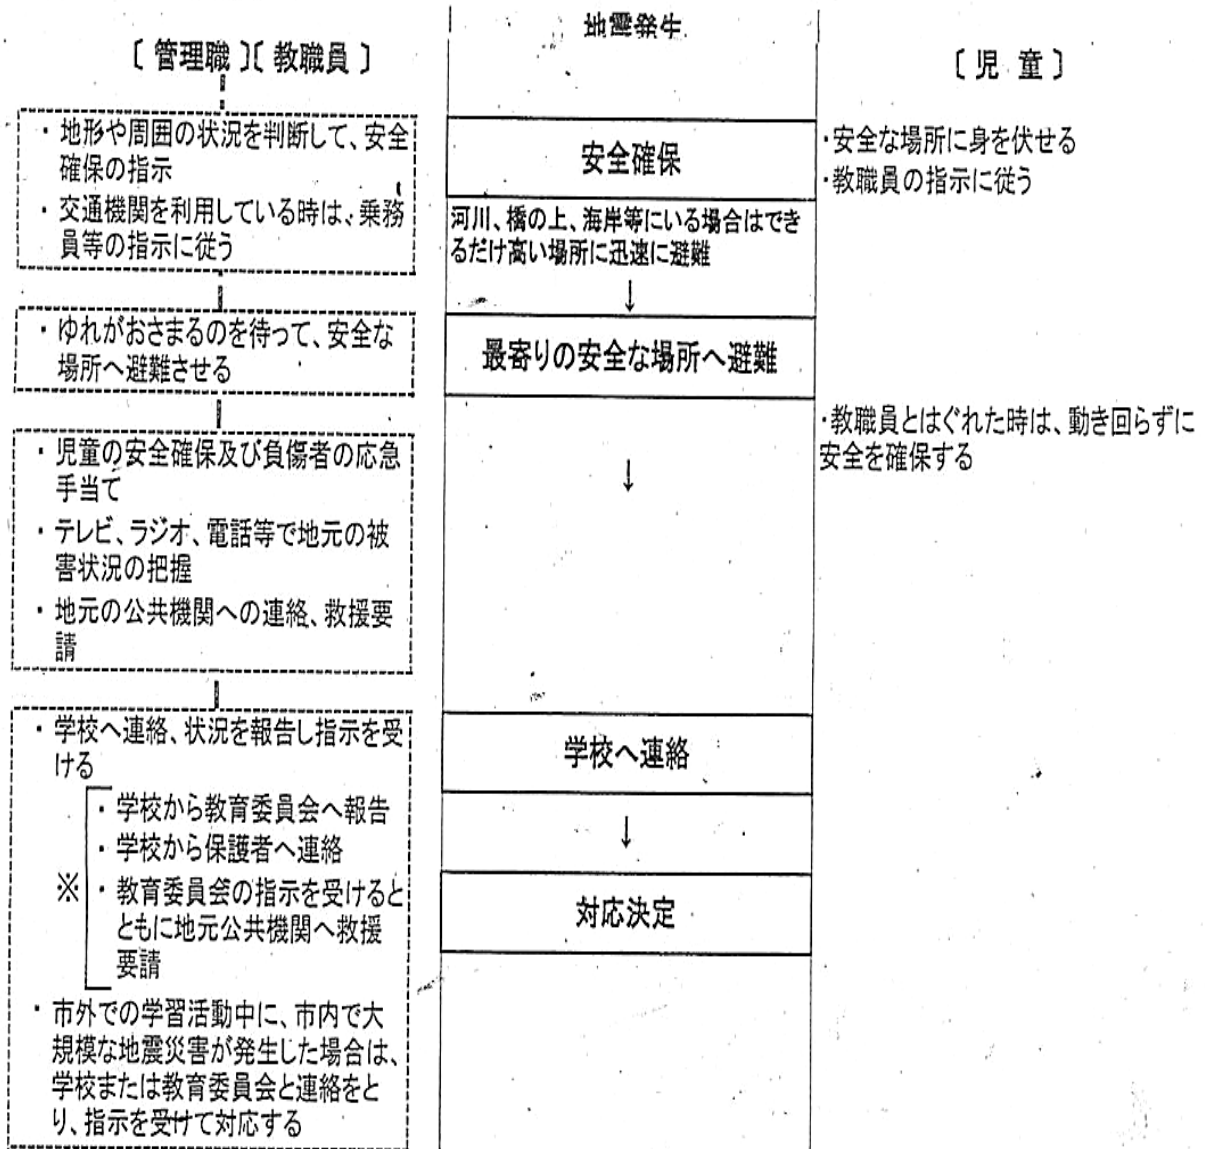 地震発生
〔 管理職 〕〔 教職員 〕
〔 児 童 〕
・地形や周囲の状況を判断して、安全
確保の指示
・交通機関を利用している時は、乗務
員等の指示に従う
安全確保
河川、橋の上、海岸等にいる場合はでき
るだけ高い場所に迅速に避難
↓
・安全な場所に身を伏せる
・教職員の指示に従う
・ゆれがおさまるのを待って、安全な
場所へ避難させる
最寄りの安全な場所へ避難
↓
・教職員とはぐれた時は、動き回らずに
安全を確保する
・児童の安全確保及び負傷者の応急
手当て
・テレビ、ラジオ、電話等で地元の被
害状況の把握
・地元の公共機関への連絡、救援要
請
・学校へ連絡、状況を報告し指示を受
ける
※
・学校から教育委員会へ報告
・学校から保護者へ連絡
・教育委員会の指示を受けると
ともに地元公共機関へ救援
要請
・市外での学習活動中に、市内で大
規模な地震災害が発生した場合は、
学校または教育委員会と連絡をと
り、指示を受けて対応する
学校へ連絡
↓
対応決定